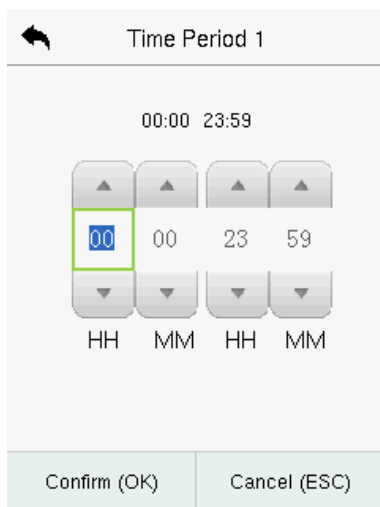 Time Period 1
00:00 23:59
00 00 23 59
HH MM HH MM
Confirm (OK) Cancel (ESC)